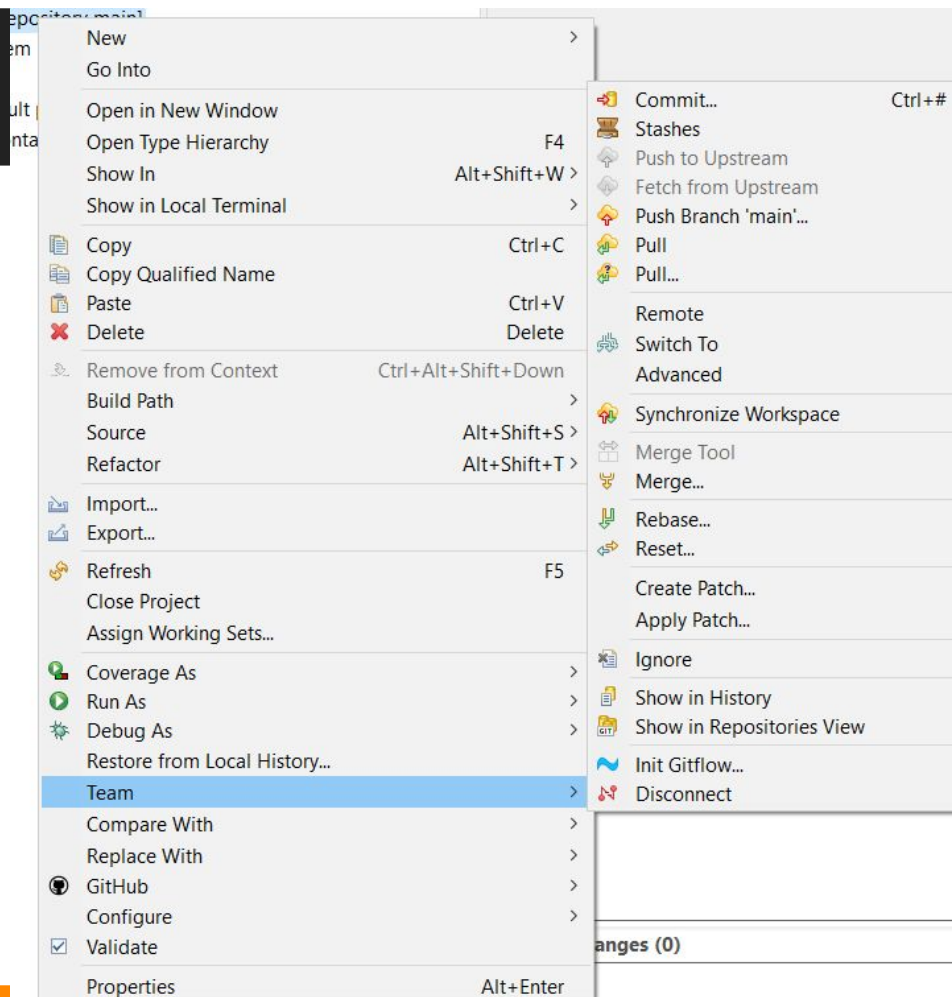 epository main]
em
ult
nta
New
Go Into
Open in New Window
Open Type Hierarchy F4
Show In Alt+Shift+W >
Show in Local Terminal >
Copy Ctrl+C
Copy Qualified Name
Paste Ctrl+V
Delete Delete
Remove from Context Ctrl+Alt+Shift+Down
Build Path
Source Alt+Shift+S >
Refactor Alt+Shift+T >
Import...
Export...
Refresh F5
Close Project
Assign Working Sets...
Coverage As
Run As
Debug As
Restore from Local History...
Team
Compare With
Replace With
GitHub
Configure
Validate
Properties Alt+Enter
Commit... Ctrl+#
Stashes
Push to Upstream
Fetch from Upstream
Push Branch 'main'...
Pull
Pull...
Remote
Switch To
Advanced
Synchronize Workspace
Merge Tool
Merge...
Rebase...
Reset...
Create Patch...
Apply Patch...
Ignore
Show in History
GIT Show in Repositories View
Init Gitflow...
Disconnect
anges (0)